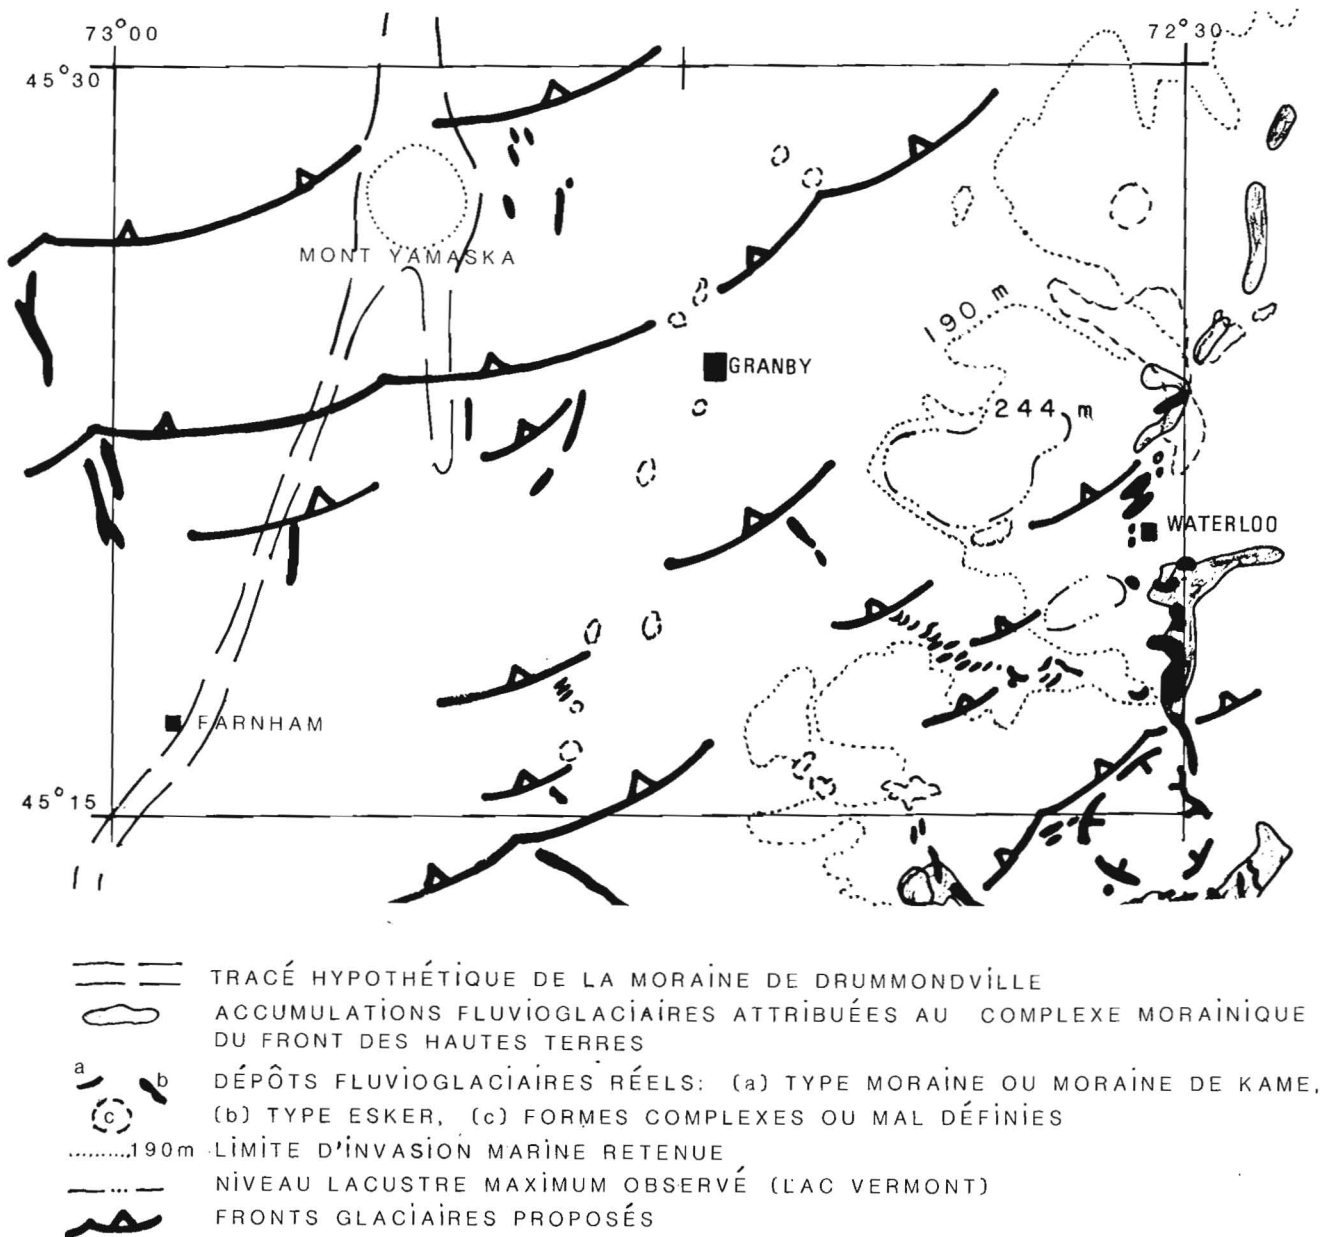 73°00
72°30
45°30
MONT YAMASKA
190 m
GRANBY
244 m
WATERLOO
FARNHAM
45°15
TRACÉ HYPOTHÉTIQUE DE LA MORAINE DE DRUMMONDVILLE
ACCUMULATIONS FLUVIOGLACIAIRES ATTRIBUÉES AU COMPLEXE MORAINIQUE
DU FRONT DES HAUTES TERRES
a b DÉPÔTS FLUVIOGLACIAIRES RÉELS: (a) TYPE MORAINE OU MORAINE DE KAME,
c (b) TYPE ESKER, (c) FORMES COMPLEXES OU MAL DÉFINIES
190m LIMITE D'INVASION MARINE RETENUE
NIVEAU LACUSTRE MAXIMUM OBSERVÉ (LAC VERMONT)
FRONTS GLACIAIRES PROPOSÉS